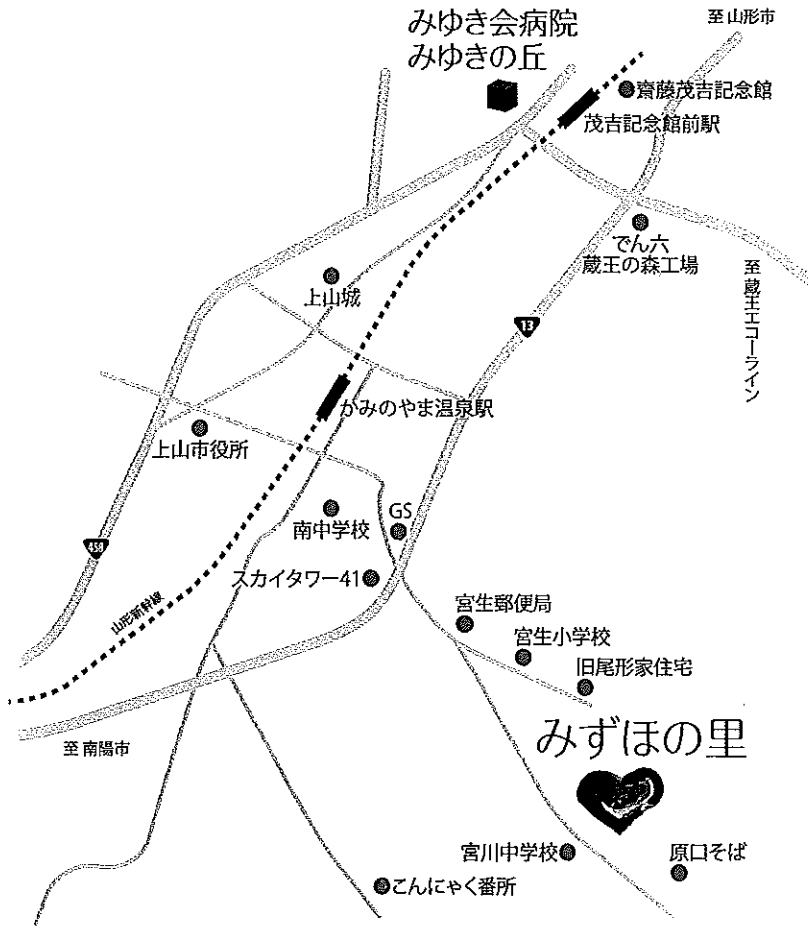 みゆき会病院
みゆきの丘
至山形市
齋藤茂吉記念館
茂吉記念館前駅
でん六
蔵王の森工場
至蔵王エコーライン
上山城
13
かみのやま温泉駅
上山市役所
南中学校
GS
458
スカイタワー41
山形新幹線
宮生郵便局
宮生小学校
旧尾形家住宅
至南陽市
みずほの里
宮川中学校
原口そば
こんにゃく番所